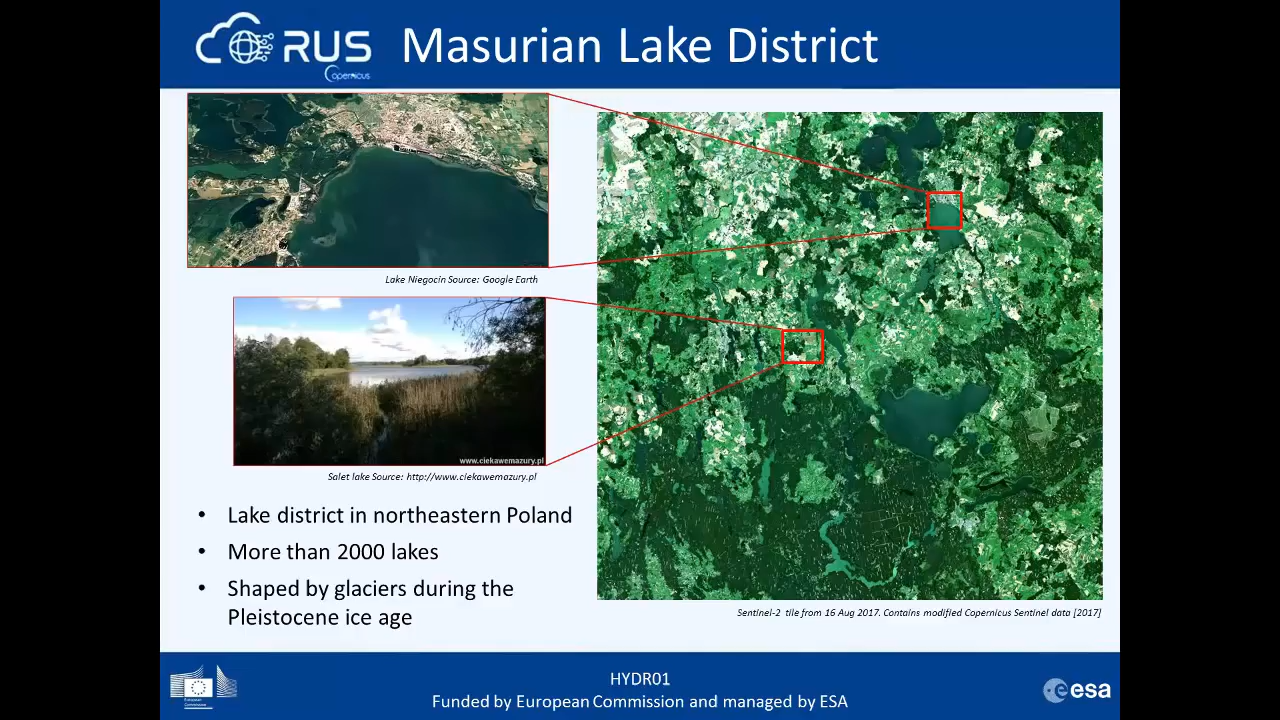 RUS
Copernicus
Masurian Lake District
Lake Niegocin Source: Google Earth
www.ciekawemazury.pl
Salet lake Source: http://www.ciekawemazury.pl
• Lake district in northeastern Poland
• More than 2000 lakes
• Shaped by glaciers during the
Pleistocene ice age
Sentinel-2 tile from 16 Aug 2017. Contains modified Copernicus Sentinel data [2017]
European
Commission
HYDR01
Funded by European Commission and managed by ESA
esa